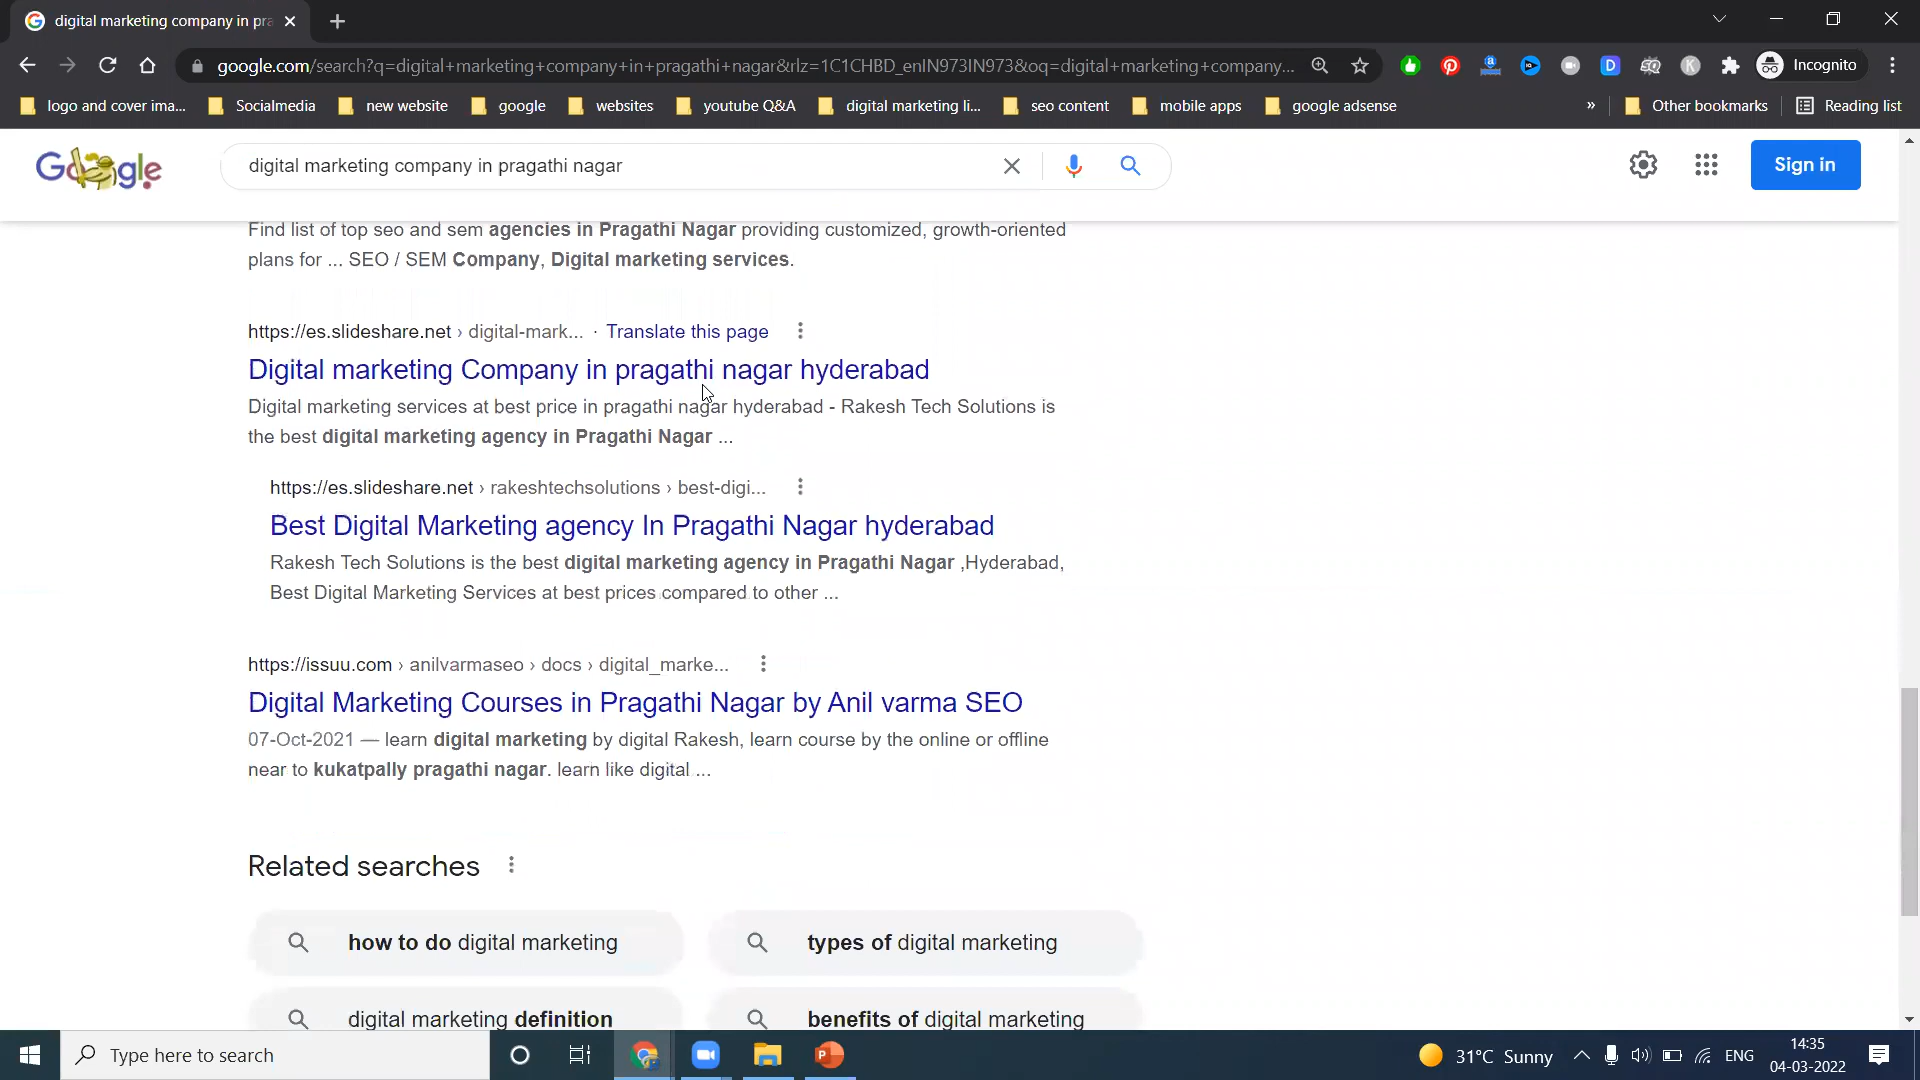 digital marketing company in pra
google.com/search?q=digital+marketing+company+in+pragathi+nagar&rlz=1C1CHBD_enIN973IN973&oq=digital+marketing+company...
Incognito
logo and cover ima...
Socialmedia
new website
google
websites
youtube Q&A
digital marketing li...
seo content
mobile apps
google adsense
»
Other bookmarks
Reading list
Google
digital marketing company in pragathi nagar
Sign in
Find list of top seo and sem agencies in Pragathi Nagar providing customized, growth-oriented
plans for ... SEO / SEM Company, Digital marketing services.
https://es.slideshare.net › digital-mark... · Translate this page
Digital marketing Company in pragathi nagar hyderabad
Digital marketing services at best price in pragathi nagar hyderabad - Rakesh Tech Solutions is
the best digital marketing agency in Pragathi Nagar ...
https://es.slideshare.net › rakeshtechsolutions › best-digi...
Best Digital Marketing agency In Pragathi Nagar hyderabad
Rakesh Tech Solutions is the best digital marketing agency in Pragathi Nagar ,Hyderabad,
Best Digital Marketing Services at best prices compared to other ...
https://issuu.com › anilvarmaseo › docs › digital_marke...
Digital Marketing Courses in Pragathi Nagar by Anil varma SEO
07-Oct-2021 — learn digital marketing by digital Rakesh, learn course by the online or offline
near to kukatpally pragathi nagar. learn like digital ...
Related searches
how to do digital marketing
types of digital marketing
digital marketing definition
benefits of digital marketing
Type here to search
31°C Sunny
ENG
14:35
04-03-2022